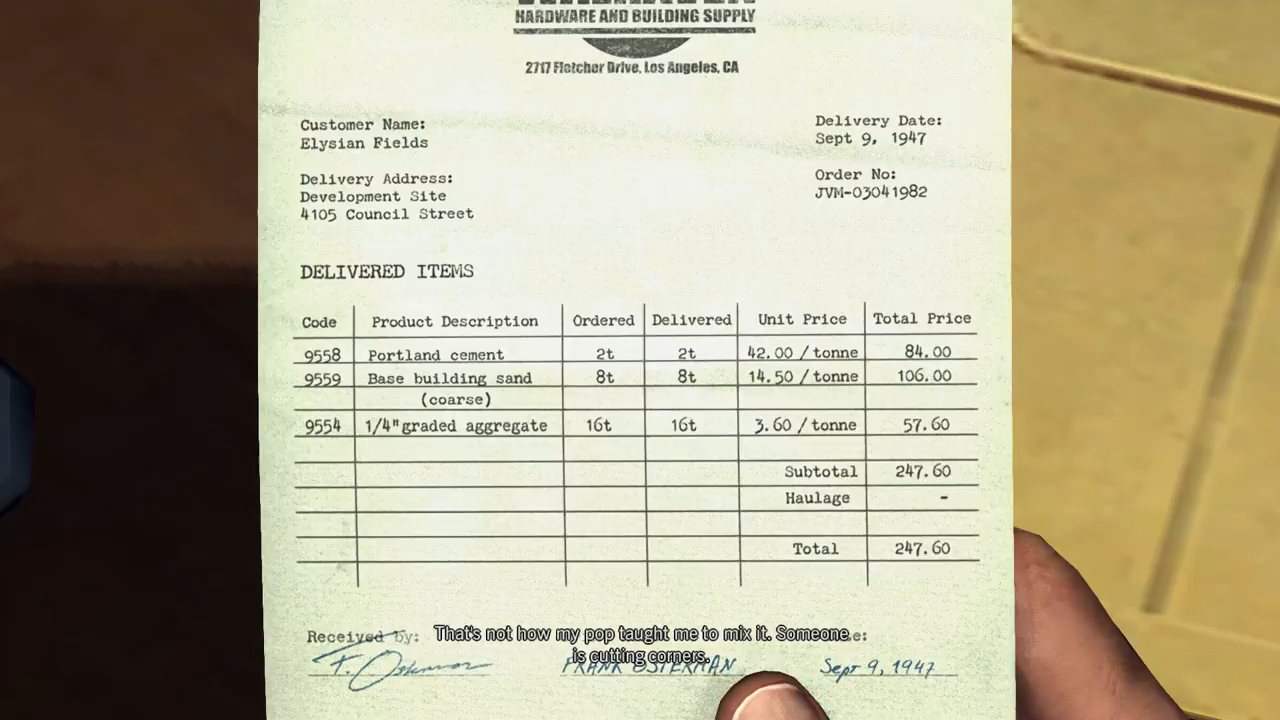 HARDWARE AND BUILDING SUPPLY
2717 Fletcher Drive, Los Angeles, CA
Customer Name:
Elysian Fields
Delivery Date:
Sept 9, 1947
Delivery Address:
Development Site
4105 Council Street
Order No:
JVM-03041982
DELIVERED ITEMS
Code Product Description Ordered Delivered Unit Price Total Price
9558 Portland cement 2t 2t 42.00 / tonne 84.00
9559 Base building sand 8t 8t 14.50 / tonne 106.00
(coarse)
9554 1/4" graded aggregate 16t 16t 3.60 / tonne 57.60
Subtotal 247.60
Haulage -
Total 247.60
Received by:
That's not how my pop taught me to mix it. Someone
is cutting corners.
F. Osterman FRANK OSTERMAN Sept 9, 1947